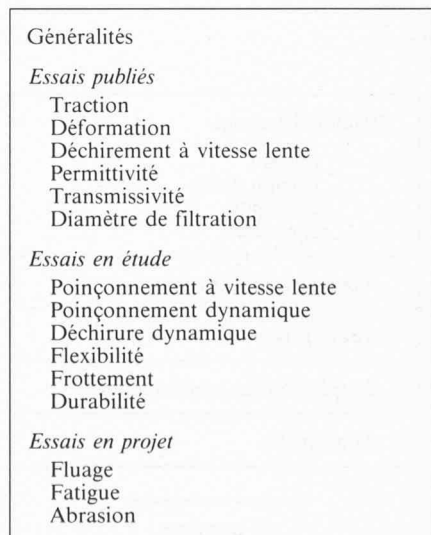 Généralités
Essais publiés
Traction
Déformation
Déchirement à vitesse lente
Permittivité
Transmissivité
Diamètre de filtration
Essais en étude
Poinçonnement à vitesse lente
Poinçonnement dynamique
Déchirure dynamique
Flexibilité
Frottement
Durabilité
Essais en projet
Fluage
Fatigue
Abrasion